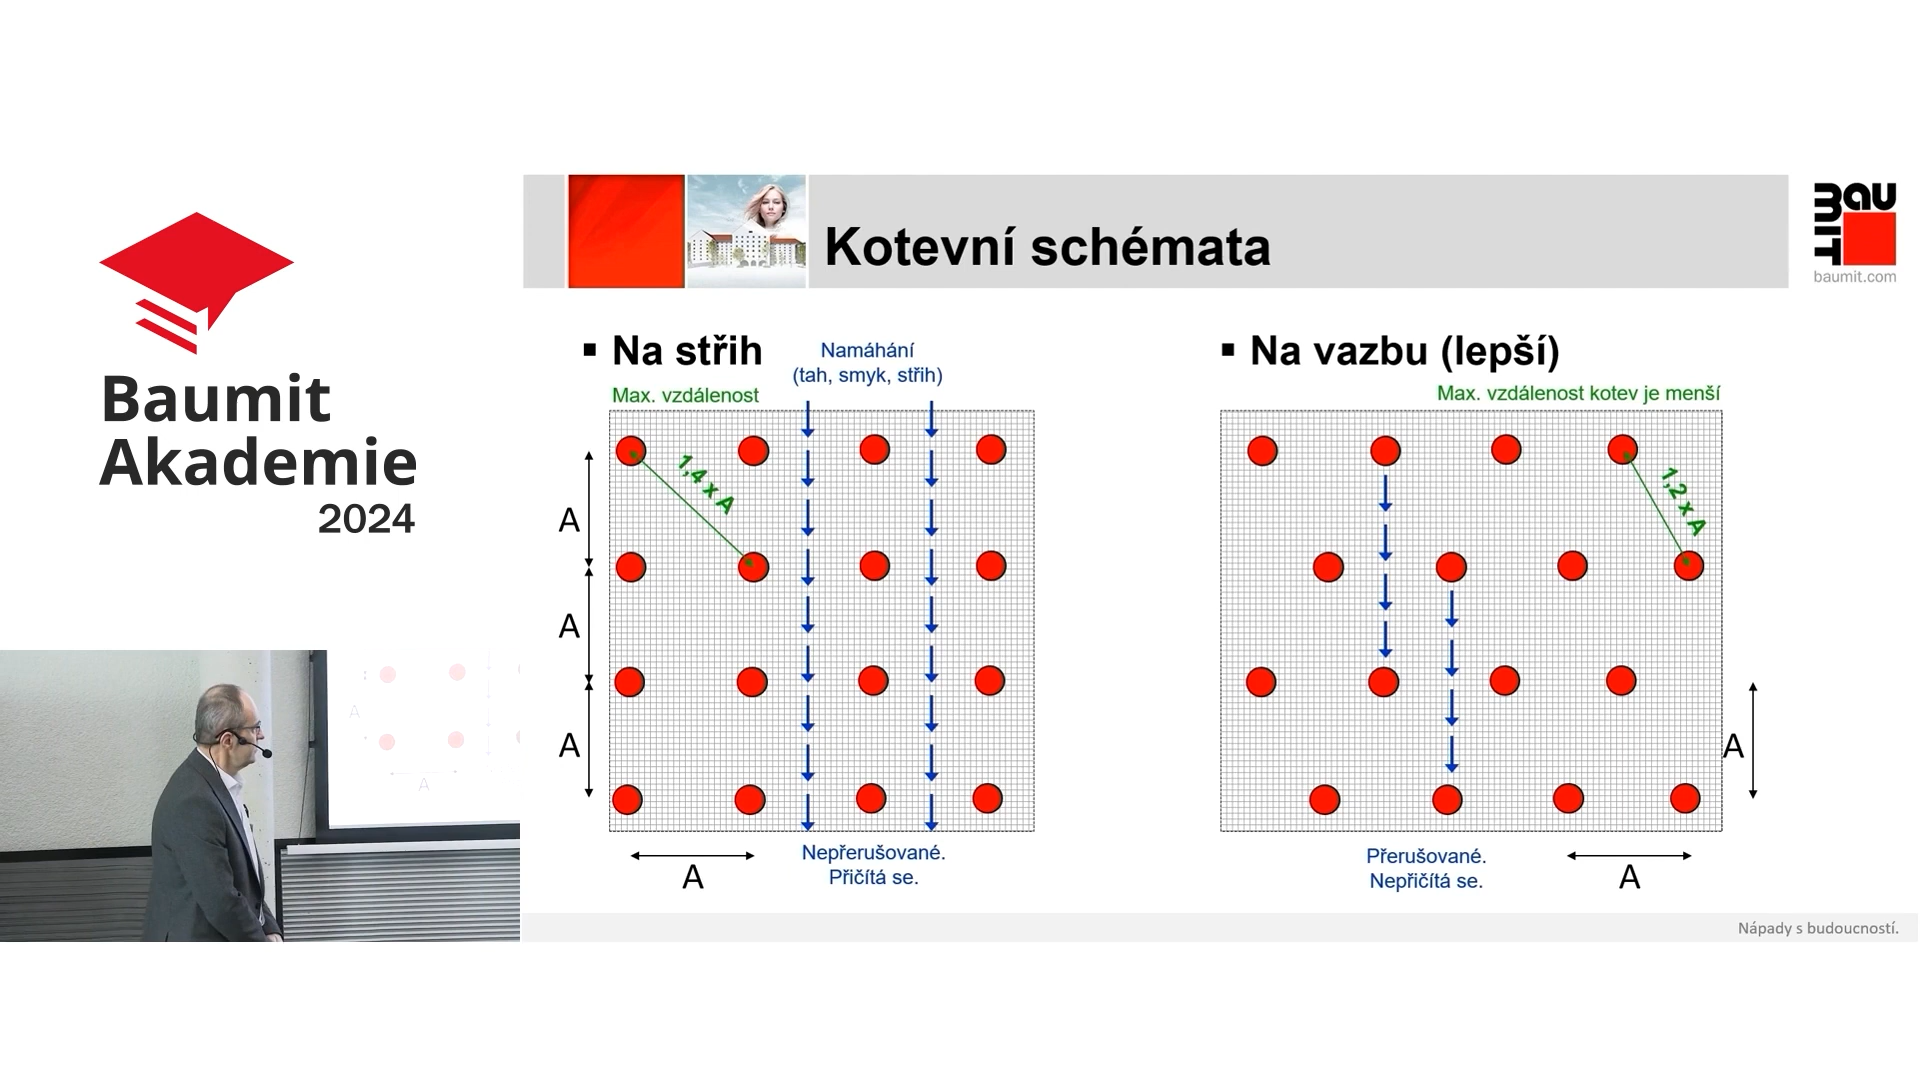 Baumit
Akademie
2024
Kotevní schémata
baumit
baumit.com
▪ Na střih
Namáhání
(tah, smyk, střih)
Max. vzdálenost
1,4 x A
A
A
A
A
Nepřerušované.
Přičítá se.
▪ Na vazbu (lepší)
Max. vzdálenost kotev je menší
1,2 x A
A
Přerušované.
Nepřičítá se.
A
A
A
Nápady s budoucností.